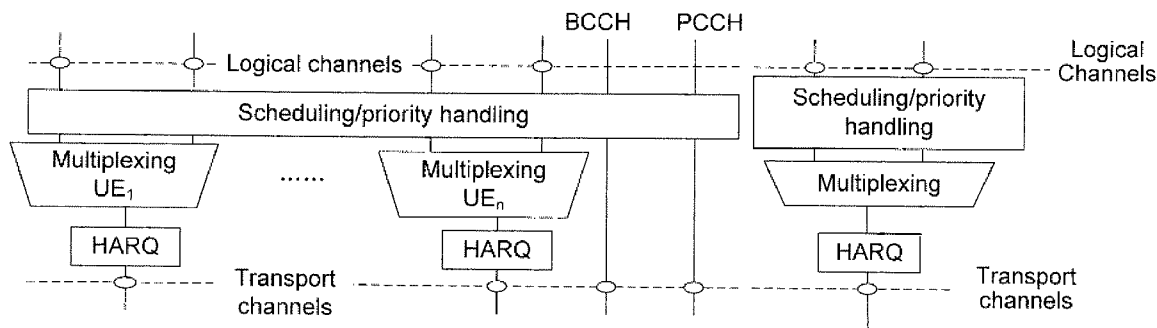 BCCH PCCH
Logical channels
Logical
Channels
Scheduling/priority handling
Scheduling/priority
handling
Multiplexing
UE1
......
Multiplexing
UEn
Multiplexing
HARQ
HARQ
HARQ
Transport
channels
Transport
channels